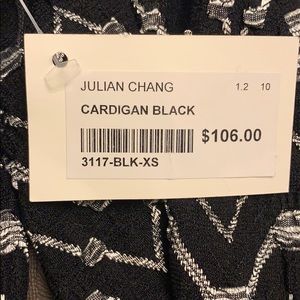 JULIAN CHANG 1.2 10
CARDIGAN BLACK
$106.00
3117-BLK-XS